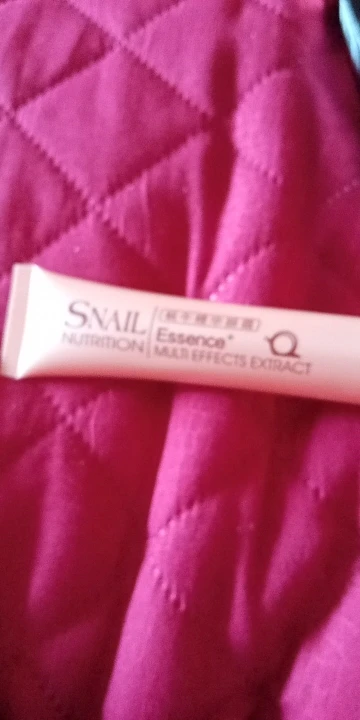 SNAIL
NUTRITION
Essence+
MULTI EFFECTS EXTRACT